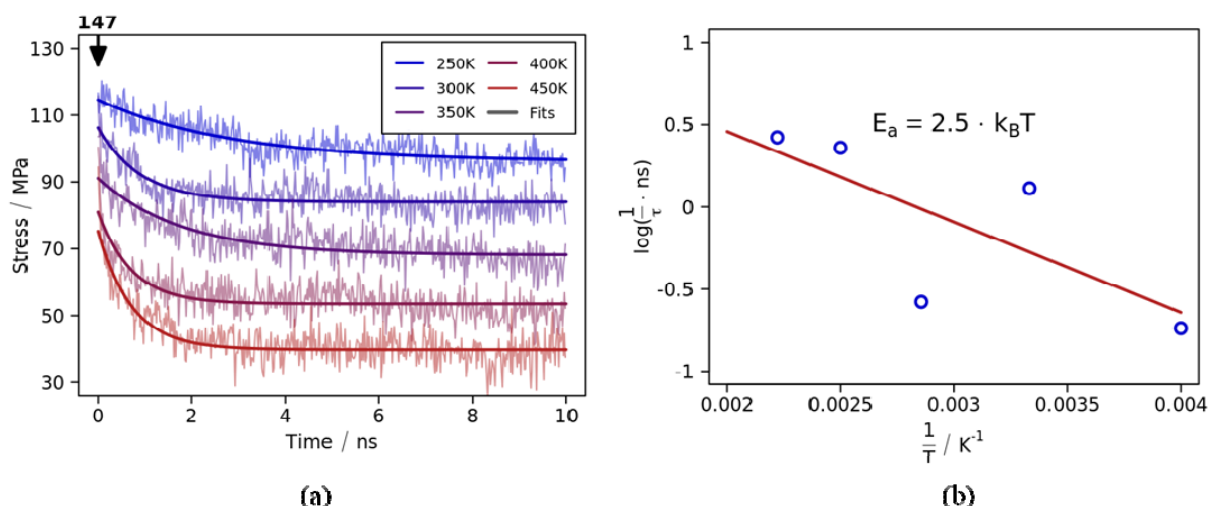 147
130
110
90
70
50
30
Stress / MPa
250K
300K
350K
400K
450K
Fits
0
2
4
6
8
10
Time / ns
(a)
1
0.5
0
-0.5
-1
log(1/τ · ns)
E_a = 2.5 · k_BT
0.002
0.0025
0.003
0.0035
0.004
1/T / K⁻¹
(b)